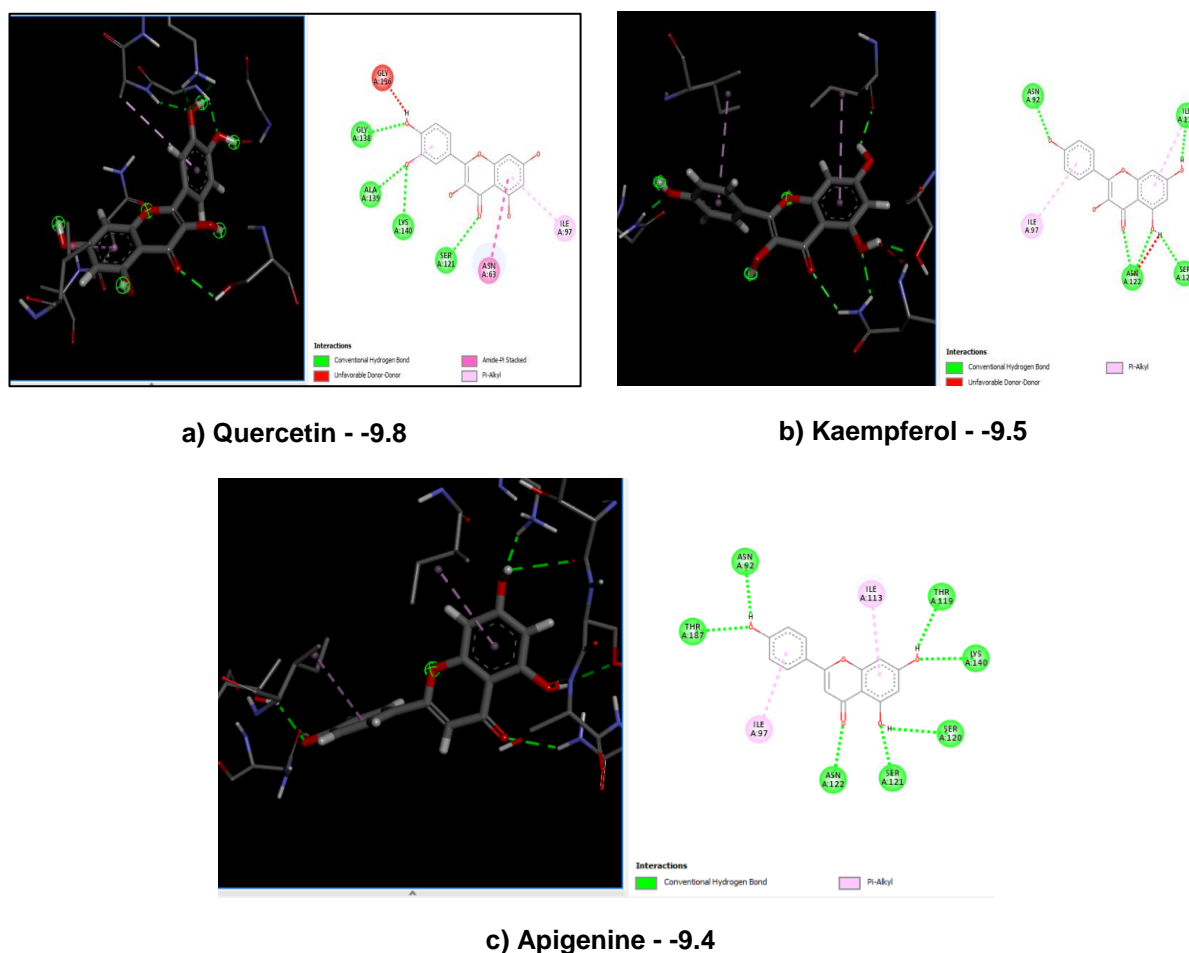 GLY
A:196
GLY
A:138
ALA
A:139
LYS
A:140
SER
A:121
ASN
A:63
ILE
A:97
Interactions
Conventional Hydrogen Bond
Unfavorable Donor-Donor
Amide-Pi Stacked
Pi-Alkyl
ASN
A:92
ILE
A:97
ASN
A:122
Interactions
Conventional Hydrogen Bond
Unfavorable Donor-Donor
Pi-Alkyl
a) Quercetin - -9.8
b) Kaempferol - -9.5
ASN
A:92
THR
A:187
ILE
A:97
ILE
A:113
THR
A:119
LYS
A:140
SER
A:120
SER
A:121
ASN
A:122
Interactions
Conventional Hydrogen Bond
Pi-Alkyl
c) Apigenine - -9.4